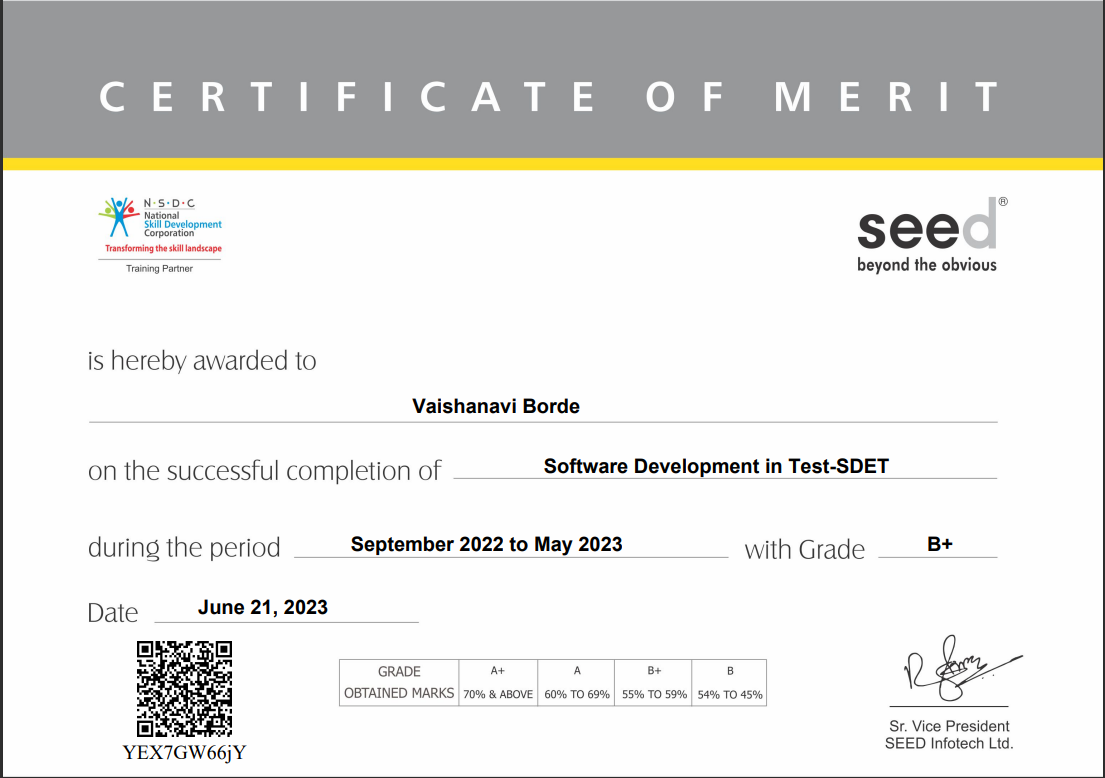 CERTIFICATE OF MERIT
N·S·D·C
National
Skill Development
Corporation
Transforming the skill landscape
Training Partner
seed®
beyond the obvious
is hereby awarded to
Vaishanavi Borde
on the successful completion of Software Development in Test-SDET
during the period September 2022 to May 2023 with Grade B+
Date June 21, 2023
GRADE A+ A B+ B
OBTAINED MARKS 70% & ABOVE 60% TO 69% 55% TO 59% 54% TO 45%
YEX7GW66jY
Sr. Vice President
SEED Infotech Ltd.